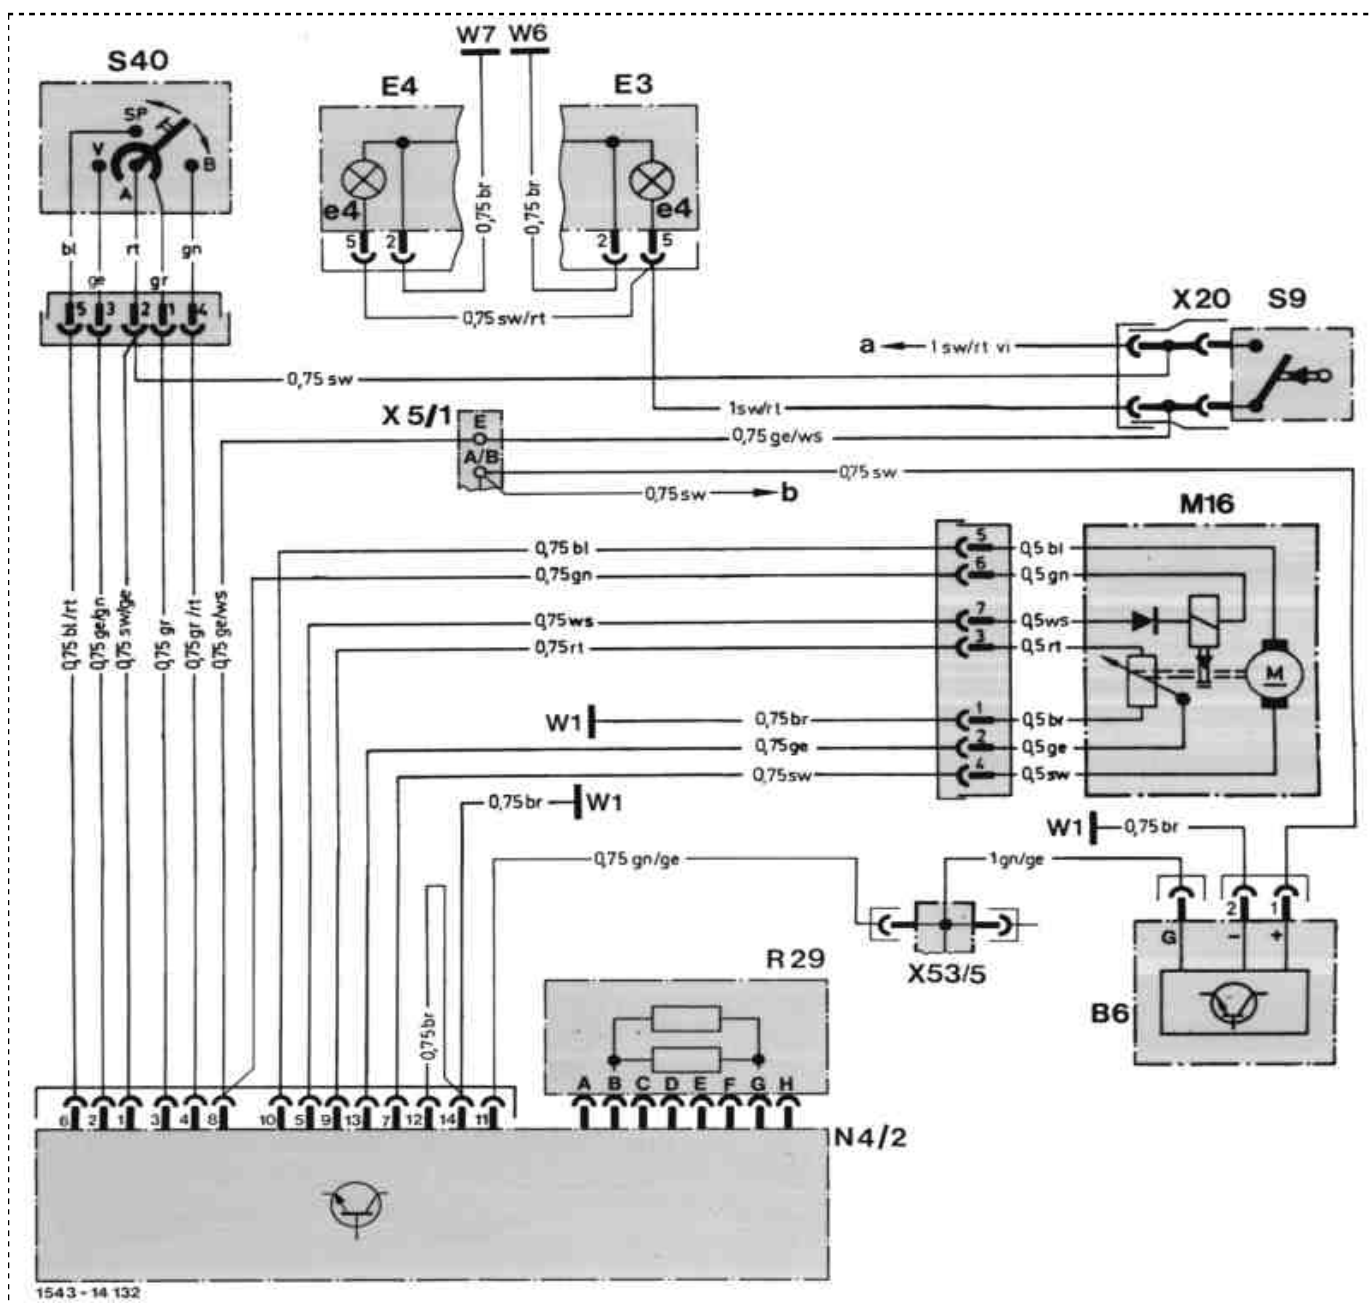 W7 W6
S40
E4
E3
SP
V
B
A
e4
e4
0,75 br
0,75 br
5 2
2 5
bl
rt
gn
ge
gr
X20
S9
5 3 2 1 4
0,75 sw/rt
a
1 sw/rt vi
0,75 sw
X 5/1
1 sw/rt
E
0,75 ge/ws
A/B
0,75 sw
0,75 sw
b
M16
5
0,75 bl
0,5 bl
6
0,75 gn
0,5 gn
0,75 bl/rt
0,75 ge/gn
0,75 sw/ge
0,75 gr
0,75 gr/rt
0,75 ge/ws
7
0,75 ws
0,5 ws
3
0,75 rt
0,5 rt
M
1
W1
0,75 br
0,5 br
2
0,75 ge
0,5 ge
4
0,75 sw
0,5 sw
0,75 br
W1
W1
0,75 br
0,75 gn/ge
1 gn/ge
2 1
G - +
X53/5
R 29
B6
0,75 br
A B C D E F G H
6 2 1 3 4 8 10 5 9 13 7 12 14 11
N4/2
1543 - 14 132